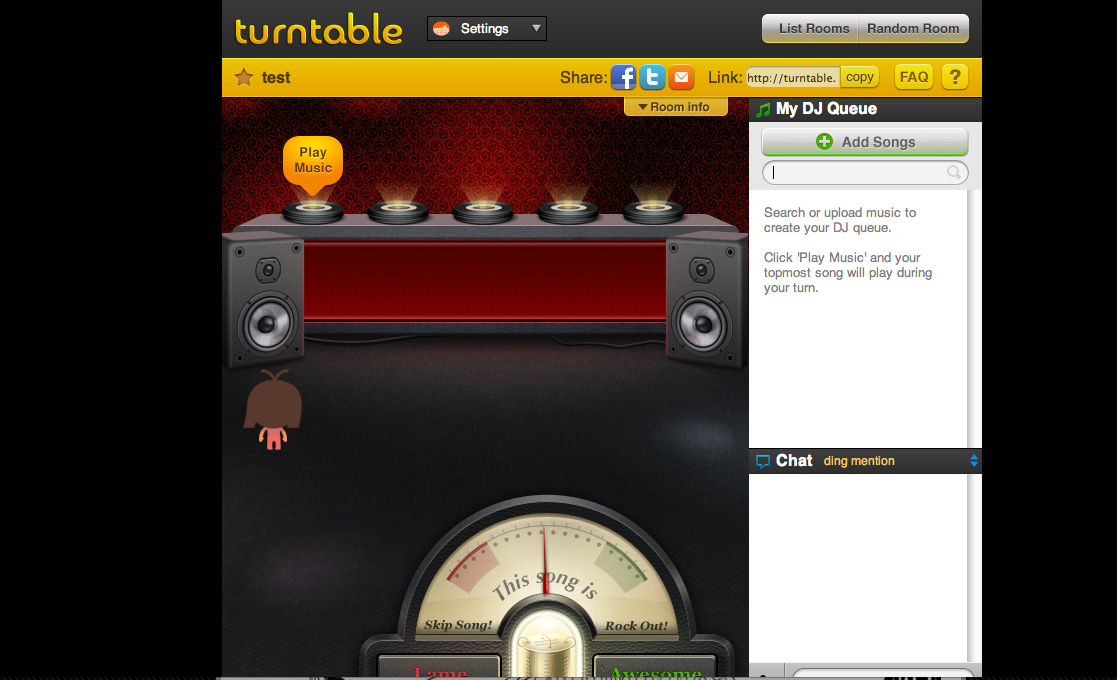 turntable
Settings
List Rooms
Random Room
test
Share:
Link:
http://turntable.
copy
FAQ
?
Room info
My DJ Queue
Play
Music
Add Songs
Search or upload music to
create your DJ queue.
Click 'Play Music' and your
topmost song will play during
your turn.
Chat
ding mention
This song is
Skip Song!
Rock Out!
Lame
Awesome